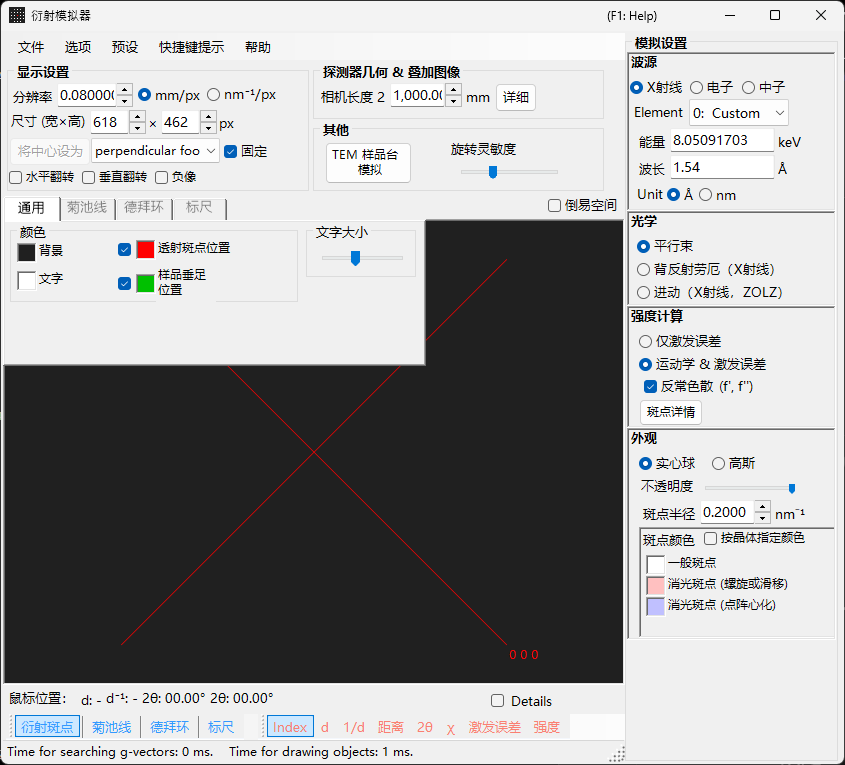 衍射模拟器
(F1: Help)
文件 选项 预设 快捷键提示 帮助
显示设置
分辨率 0.08000 mm/px nm⁻¹/px
尺寸 (宽×高) 618 × 462 px
将中心设为 perpendicular foo 固定
水平翻转 垂直翻转 负像
探测器几何 & 叠加图像
相机长度 2 1,000.0 mm 详细
其他
TEM 样品台
模拟
旋转灵敏度
通用 菊池线 德拜环 标尺
倒易空间
颜色
背景
文字
透射斑点位置
样品垂足
位置
文字大小
0 0 0
鼠标位置: d: - d⁻¹: - 2θ: 00.00° 2θ: 00.00°
Details
衍射斑点 菊池线 德拜环 标尺 Index d 1/d 距离 2θ χ 激发误差 强度
Time for searching g-vectors: 0 ms. Time for drawing objects: 1 ms.
模拟设置
波源
X射线 电子 中子
Element 0: Custom
能量 8.05091703 keV
波长 1.54 Å
Unit Å nm
光学
平行束
背反射劳厄（X射线）
进动（X射线，ZOLZ）
强度计算
仅激发误差
运动学 & 激发误差
反常色散 (f', f'')
斑点详情
外观
实心球 高斯
不透明度
斑点半径 0.2000 nm⁻¹
斑点颜色 按晶体指定颜色
一般斑点
消光斑点 (螺旋或滑移)
消光斑点 (点阵心化)